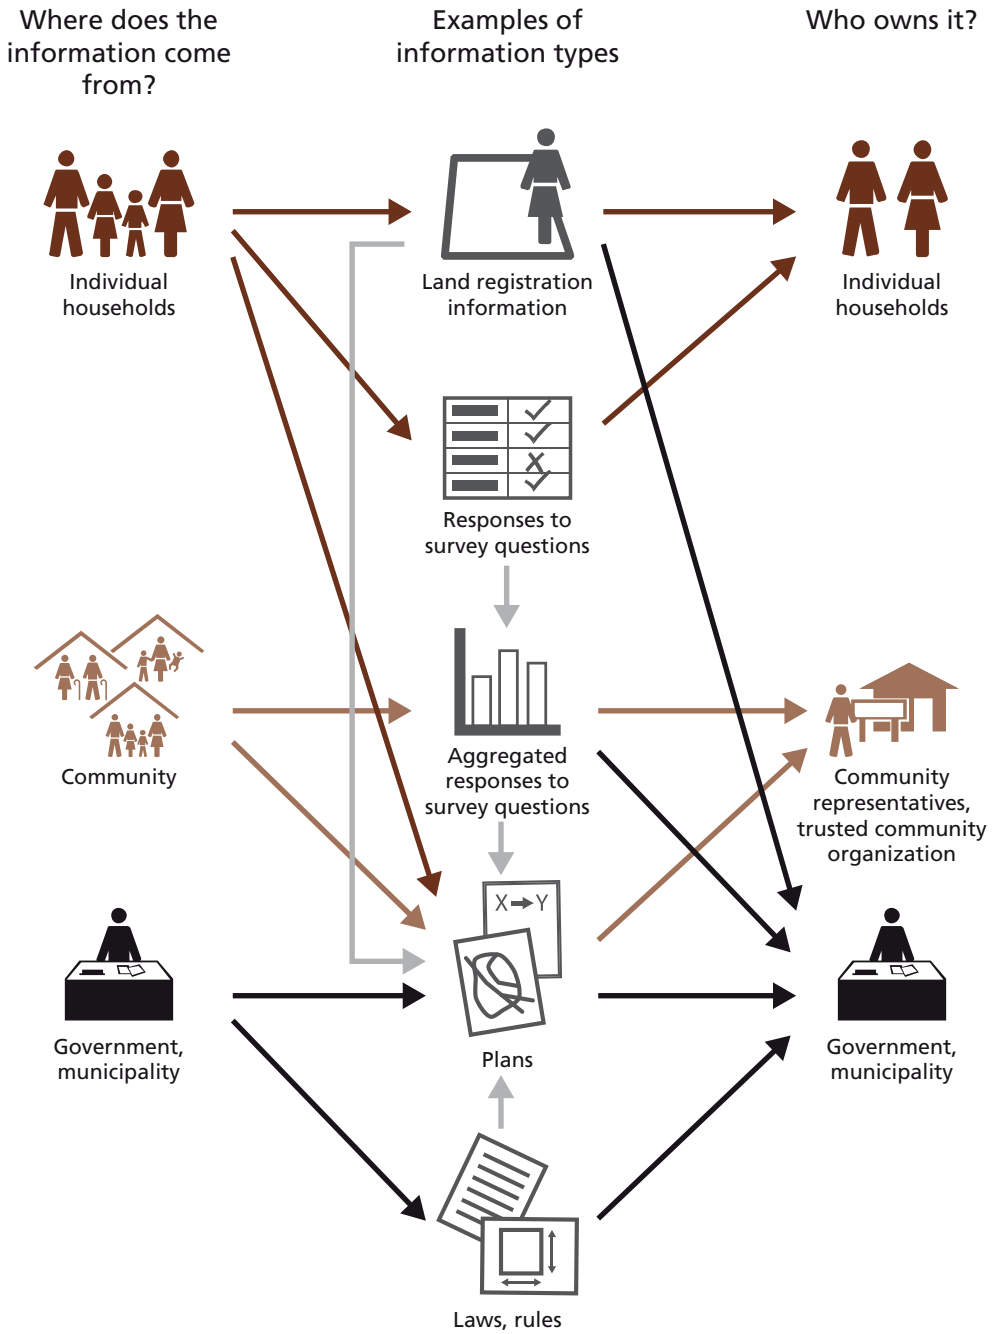 Where does the
information come
from?
Examples of
information types
Who owns it?
Individual
households
Land registration
information
Individual
households
Responses to
survey questions
Community
Aggregated
responses to
survey questions
Community
representatives,
trusted community
organization
X→Y
Government,
municipality
Plans
Government,
municipality
Laws, rules